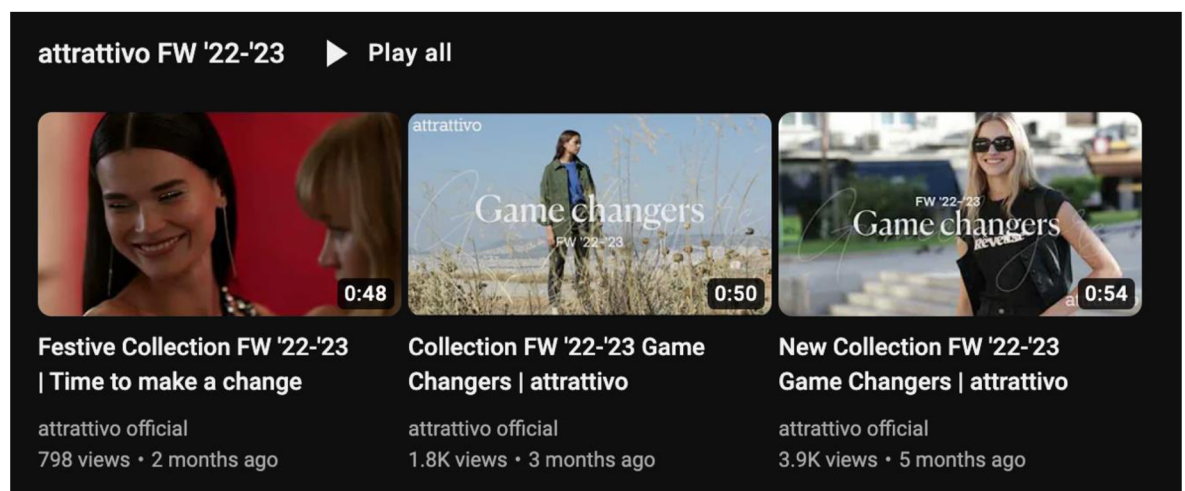 attrattivo FW '22-'23
Play all
attrattivo
Game changers
FW '22-'23
0:48
0:50
FW '22-'23
Game changers
Reverse
0:54
Festive Collection FW '22-'23
| Time to make a change
attrattivo official
798 views • 2 months ago
Collection FW '22-'23 Game
Changers | attrattivo
attrattivo official
1.8K views • 3 months ago
New Collection FW '22-'23
Game Changers | attrattivo
attrattivo official
3.9K views • 5 months ago